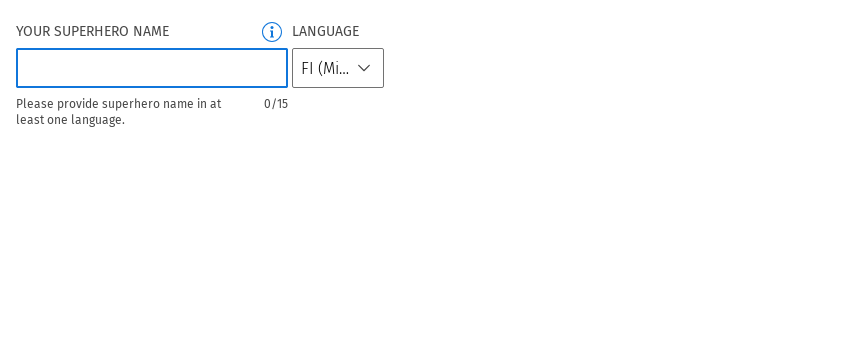 YOUR SUPERHERO NAME
LANGUAGE
FI (Mi...
Please provide superhero name in at
least one language.
0/15